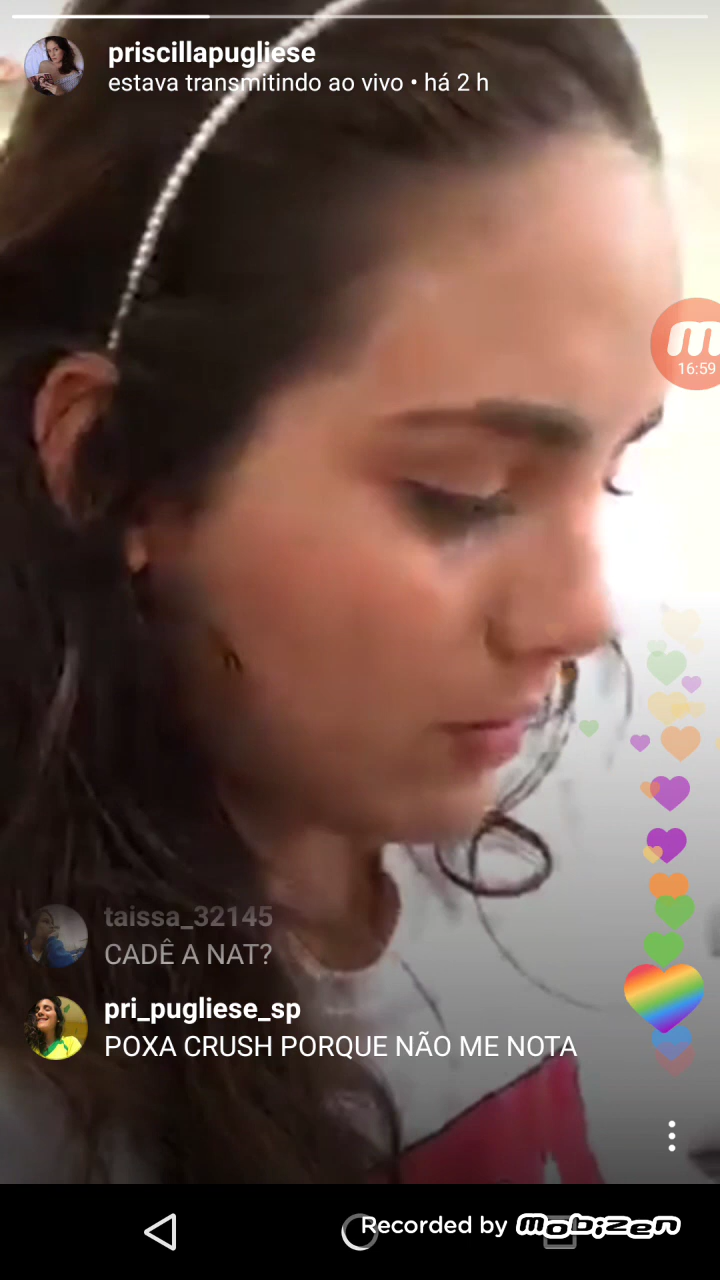 priscillapugliese
estava transmitindo ao vivo • há 2 h
m
16:59
taissa_32145
CADÊ A NAT?
pri_pugliese_sp
POXA CRUSH PORQUE NÃO ME NOTA
Recorded by mobizen